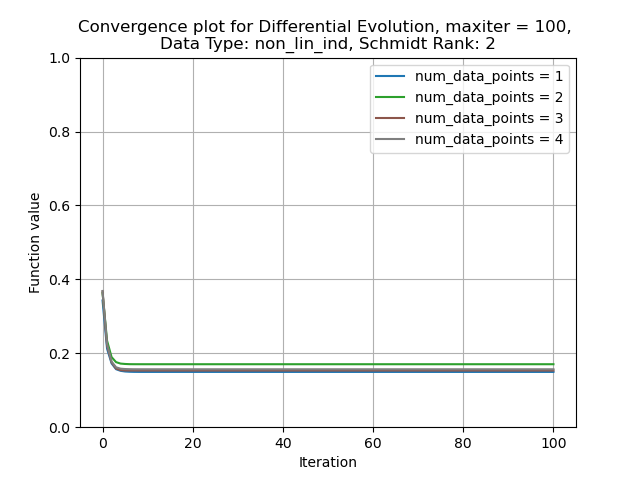 Convergence plot for Differential Evolution, maxiter = 100,
Data Type: non_lin_ind, Schmidt Rank: 2
num_data_points = 1
num_data_points = 2
num_data_points = 3
num_data_points = 4
Function value
1.0
0.8
0.6
0.4
0.2
0.0
0 20 40 60 80 100
Iteration